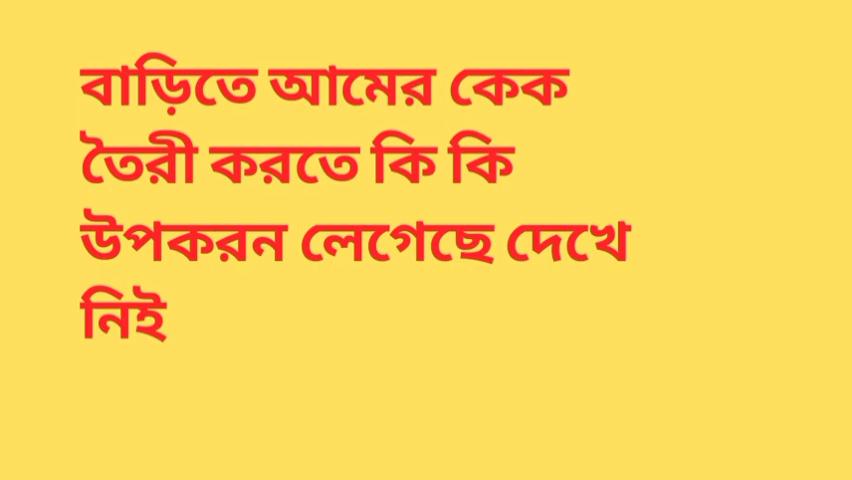 বাড়িতে আমের কেক
তৈরী করতে কি কি
উপকরন লেগেছে দেখে
নিই